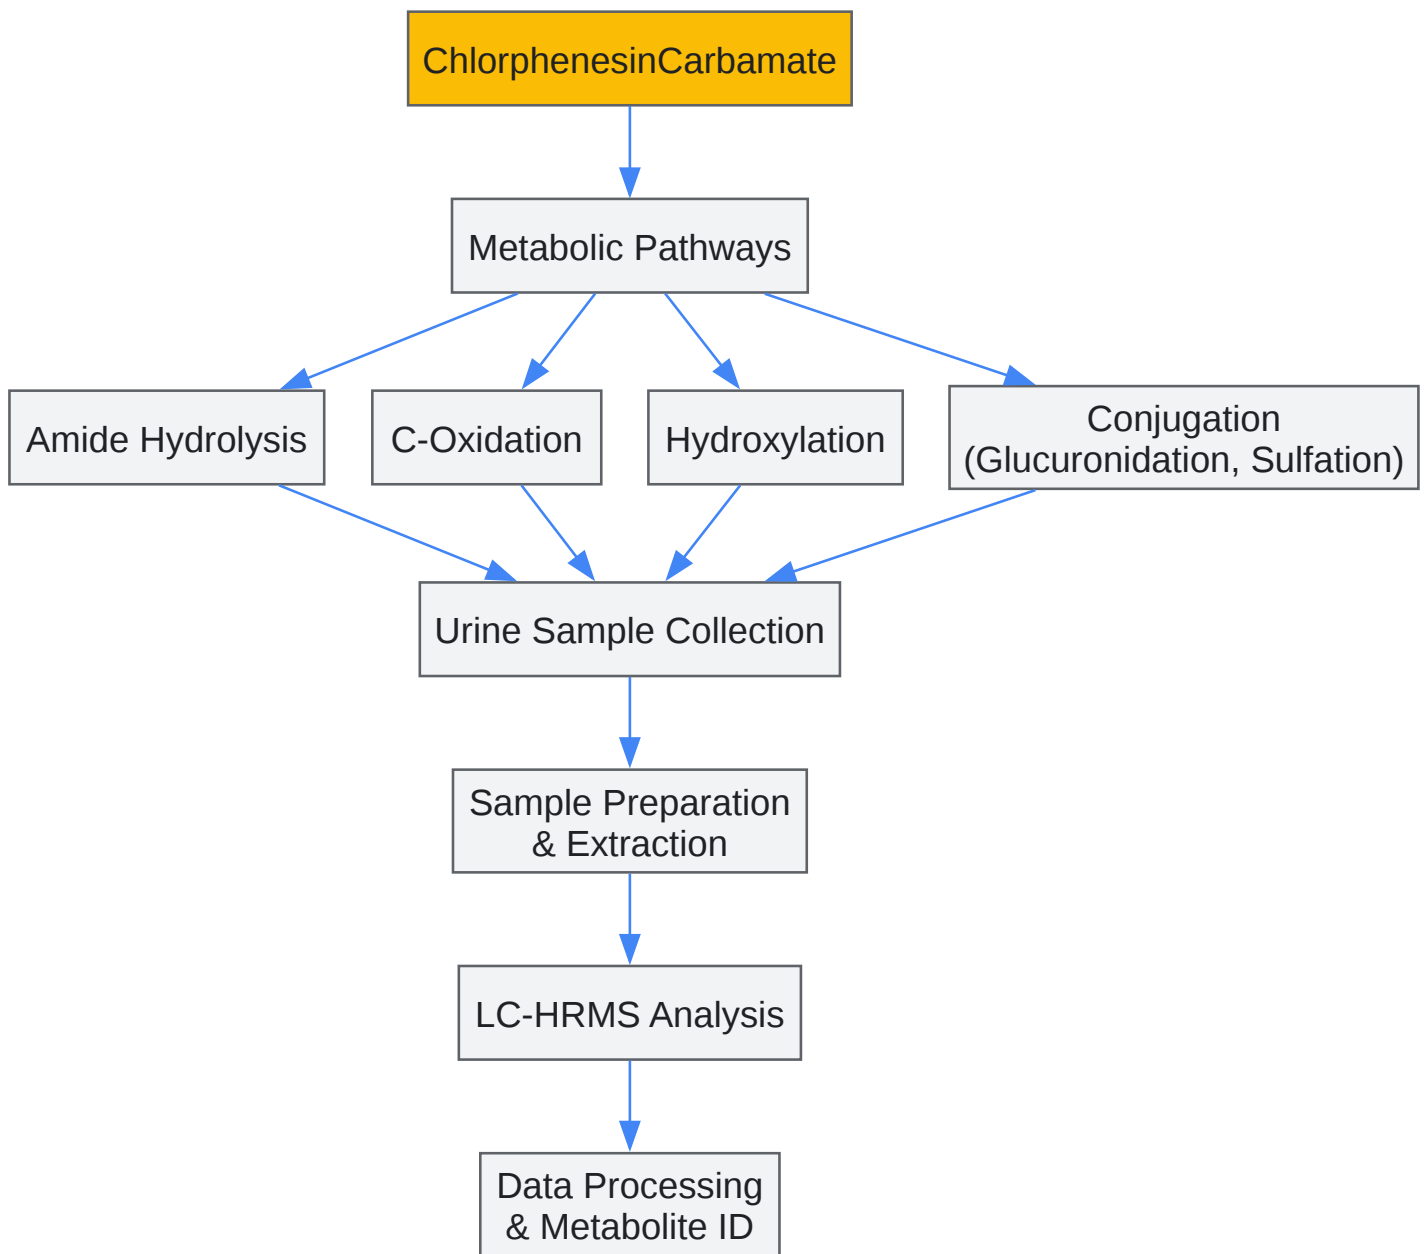 ChlorphenesinCarbamate
Metabolic Pathways
Amide Hydrolysis
C-Oxidation
Hydroxylation
Conjugation
(Glucuronidation, Sulfation)
Urine Sample Collection
Sample Preparation
& Extraction
LC-HRMS Analysis
Data Processing
& Metabolite ID